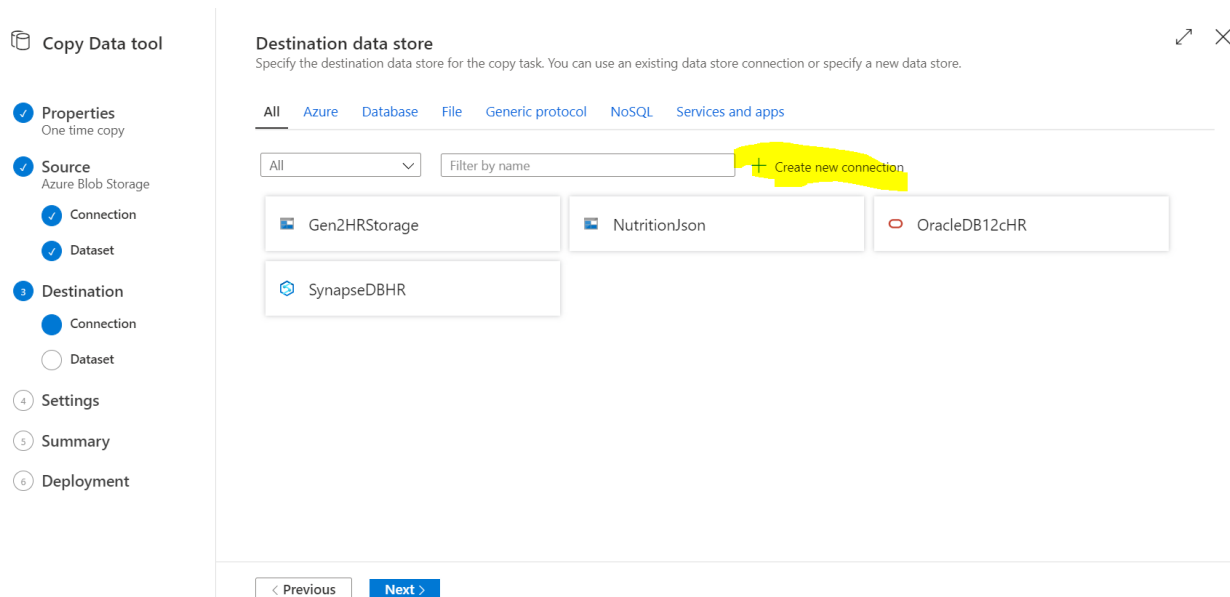 Copy Data tool
Properties
One time copy
Source
Azure Blob Storage
Connection
Dataset
3 Destination
Connection
Dataset
4 Settings
5 Summary
6 Deployment
Destination data store
Specify the destination data store for the copy task. You can use an existing data store connection or specify a new data store.
All Azure Database File Generic protocol NoSQL Services and apps
All Filter by name + Create new connection
Gen2HRStorage NutritionJson OracleDB12cHR
SynapseDBHR
< Previous Next >